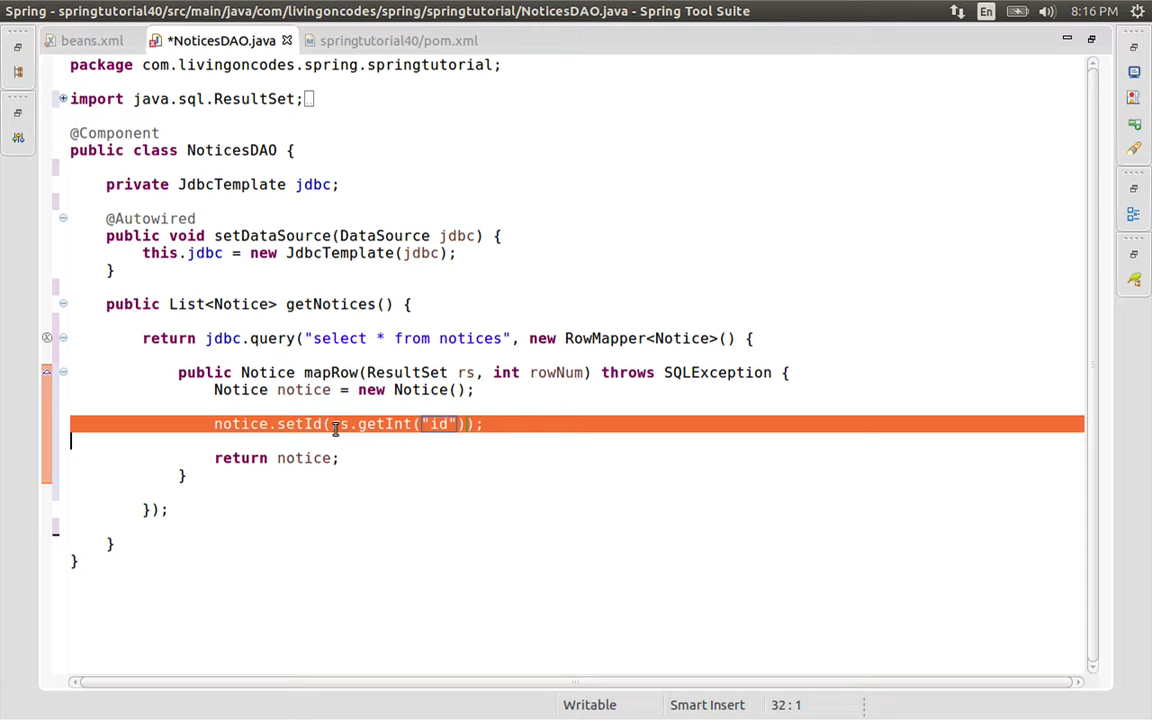 Spring - springtutorial40/src/main/java/com/livingoncodes/spring/springtutorial/NoticesDAO.java - Spring Tool Suite
En
8:16 PM
beans.xml
*NoticesDAO.java
springtutorial40/pom.xml
package com.livingoncodes.spring.springtutorial;
import java.sql.ResultSet;
@Component
public class NoticesDAO {
private JdbcTemplate jdbc;
@Autowired
public void setDataSource(DataSource jdbc) {
this.jdbc = new JdbcTemplate(jdbc);
}
public List<Notice> getNotices() {
return jdbc.query("select * from notices", new RowMapper<Notice>() {
public Notice mapRow(ResultSet rs, int rowNum) throws SQLException {
Notice notice = new Notice();
notice.setId(rs.getInt("id"));
return notice;
}
});
}
}
Writable
Smart Insert
32 : 1